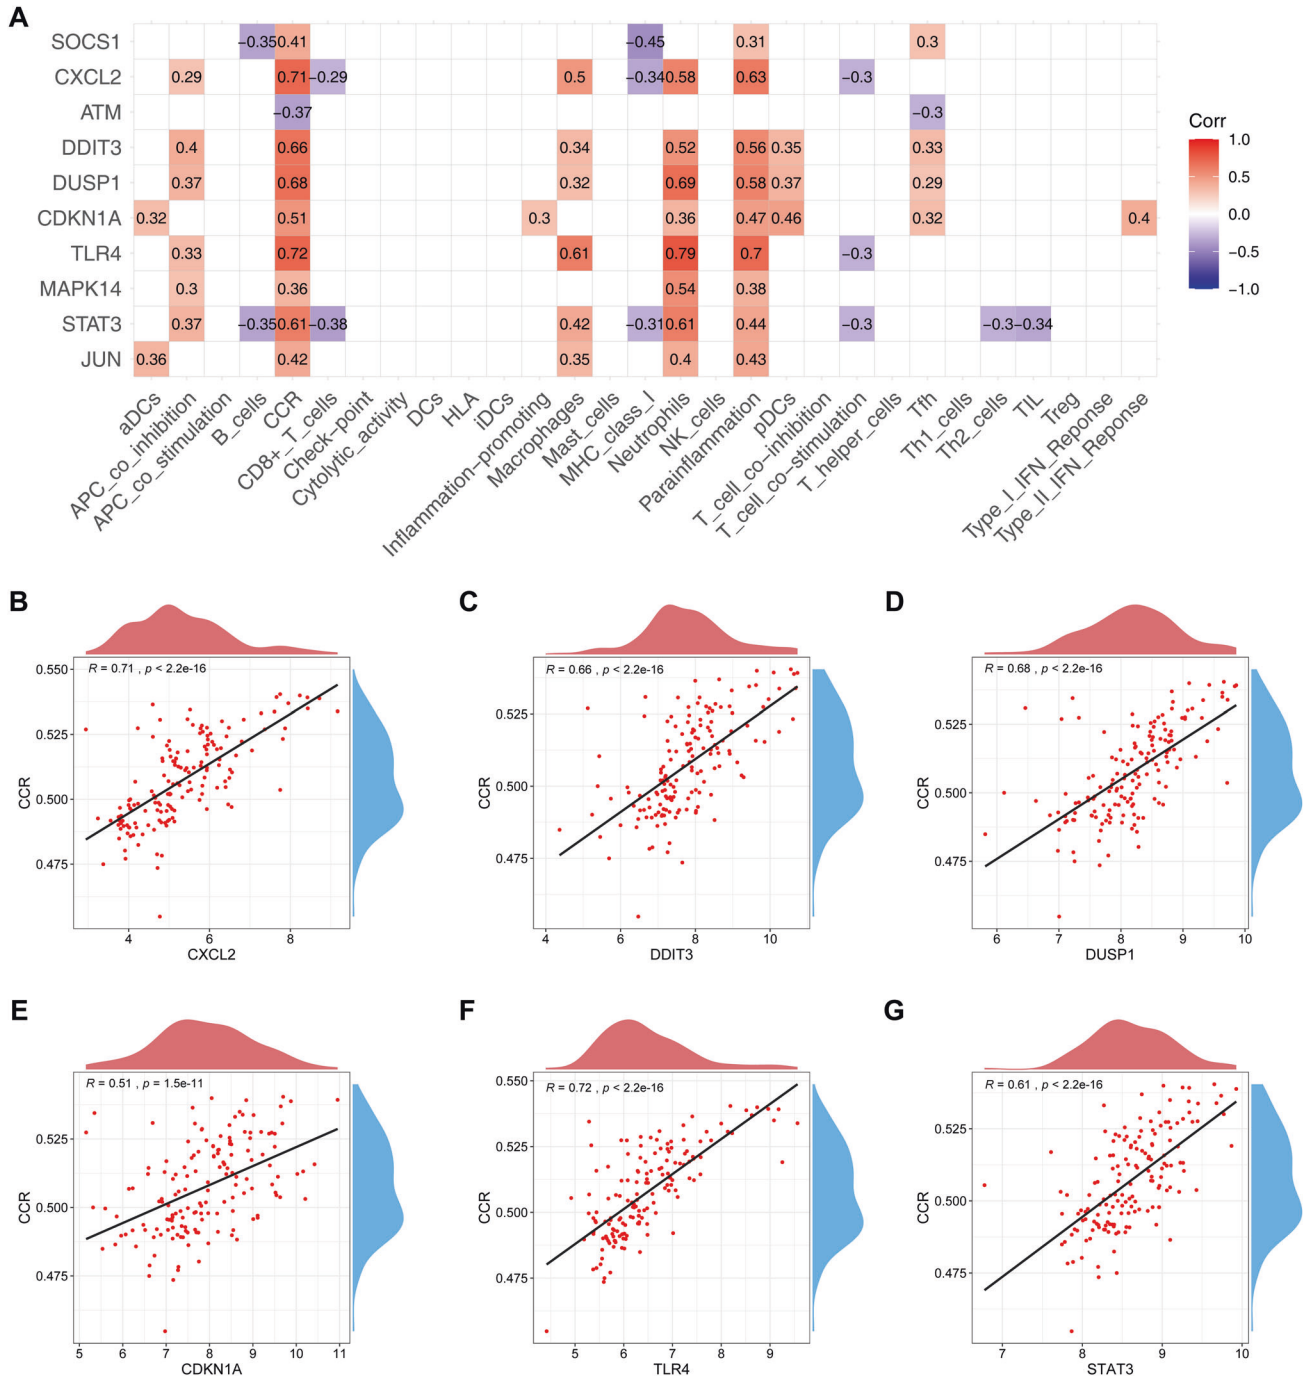 A
SOCS1 −0.35 0.41 −0.45 0.31 0.3
CXCL2 0.29 0.71 −0.29 0.5 −0.34 0.58 0.63 −0.3
ATM −0.37 −0.3
DDIT3 0.4 0.66 0.34 0.52 0.56 0.35 0.33
DUSP1 0.37 0.68 0.32 0.69 0.58 0.37 0.29
CDKN1A 0.32 0.51 0.3 0.36 0.47 0.46 0.32 0.4
TLR4 0.33 0.72 0.61 0.79 0.7 −0.3
MAPK14 0.3 0.36 0.54 0.38
STAT3 0.37 −0.35 0.61 −0.38 0.42 −0.31 0.61 0.44 −0.3 −0.3 −0.34
JUN 0.36 0.42 0.35 0.4 0.43
aDCs
APC_co_inhibition
APC_co_stimulation
B_cells
CCR
CD8+_T_cells
Check−point
Cytolytic_activity
DCs
HLA
iDCs
Inflammation−promoting
Macrophages
Mast_cells
MHC_class_I
Neutrophils
NK_cells
Parainflammation
pDCs
T_cell_co−inhibition
T_cell_co−stimulation
T_helper_cells
Tfh
Th1_cells
Th2_cells
TIL
Treg
Type_I_IFN_Reponse
Type_II_IFN_Reponse
Corr
1.0
0.5
0.0
−0.5
−1.0
B
R = 0.71 , p < 2.2e-16
0.550
0.525
0.500
0.475
CCR
4 6 8
CXCL2
C
R = 0.66 , p < 2.2e-16
0.525
0.500
0.475
CCR
4 6 8 10
DDIT3
D
R = 0.68 , p < 2.2e-16
0.525
0.500
0.475
CCR
6 7 8 9 10
DUSP1
E
R = 0.51 , p = 1.5e-11
0.525
0.500
0.475
CCR
5 6 7 8 9 10 11
CDKN1A
F
R = 0.72 , p < 2.2e-16
0.550
0.525
0.500
0.475
CCR
5 6 7 8 9
TLR4
G
R = 0.61 , p < 2.2e-16
0.525
0.500
0.475
CCR
7 8 9 10
STAT3